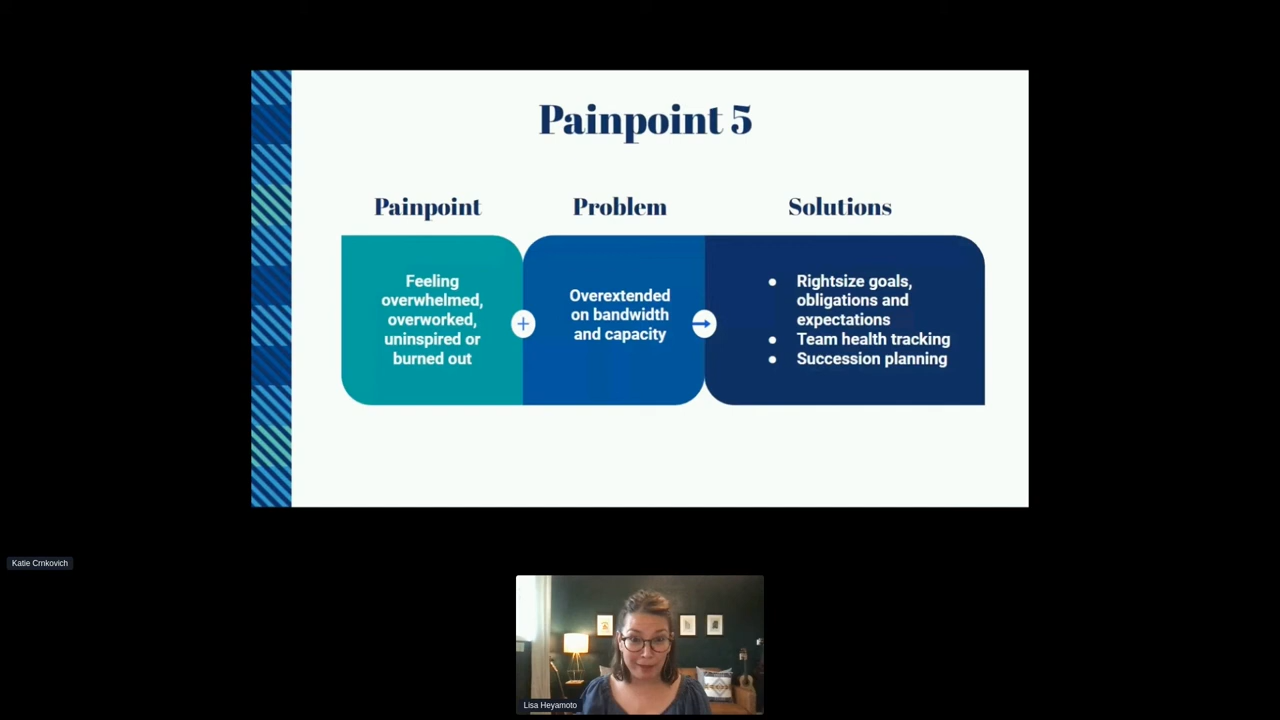 Painpoint 5
Painpoint
Problem
Solutions
Feeling
overwhelmed,
overworked,
uninspired or
burned out
Overextended
on bandwidth
and capacity
● Rightsize goals,
obligations and
expectations
● Team health tracking
● Succession planning
Katie Crnkovich
Lisa Heyamoto